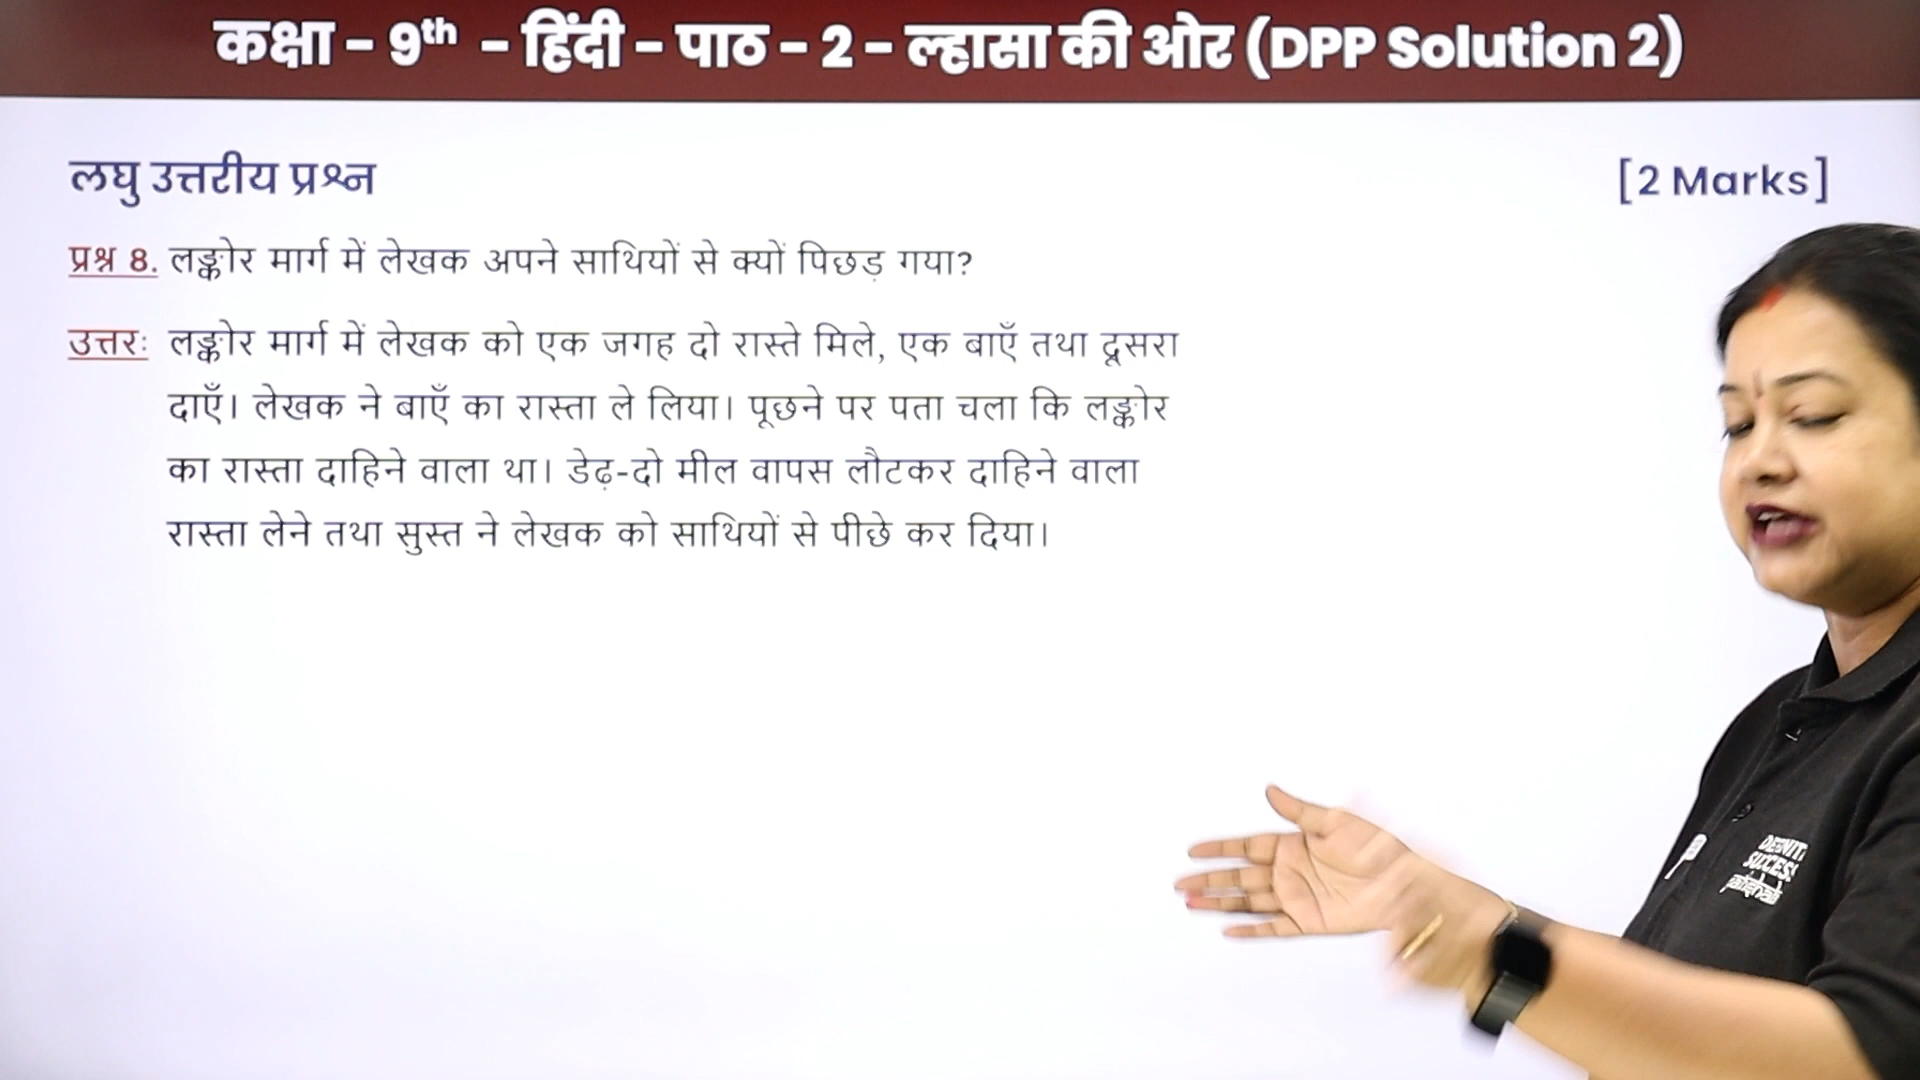 कक्षा – 9th – हिंदी – पाठ – 2 – ल्हासा की ओर (DPP Solution 2)
लघु उत्तरीय प्रश्न
[2 Marks]
प्रश्न 8. लङ्कोर मार्ग में लेखक अपने साथियों से क्यों पिछड़ गया?
उत्तरः लङ्कोर मार्ग में लेखक को एक जगह दो रास्ते मिले, एक बाएँ तथा दूसरा
दाएँ। लेखक ने बाएँ का रास्ता ले लिया। पूछने पर पता चला कि लङ्कोर
का रास्ता दाहिने वाला था। डेढ़-दो मील वापस लौटकर दाहिने वाला
रास्ता लेने तथा सुस्त ने लेखक को साथियों से पीछे कर दिया।